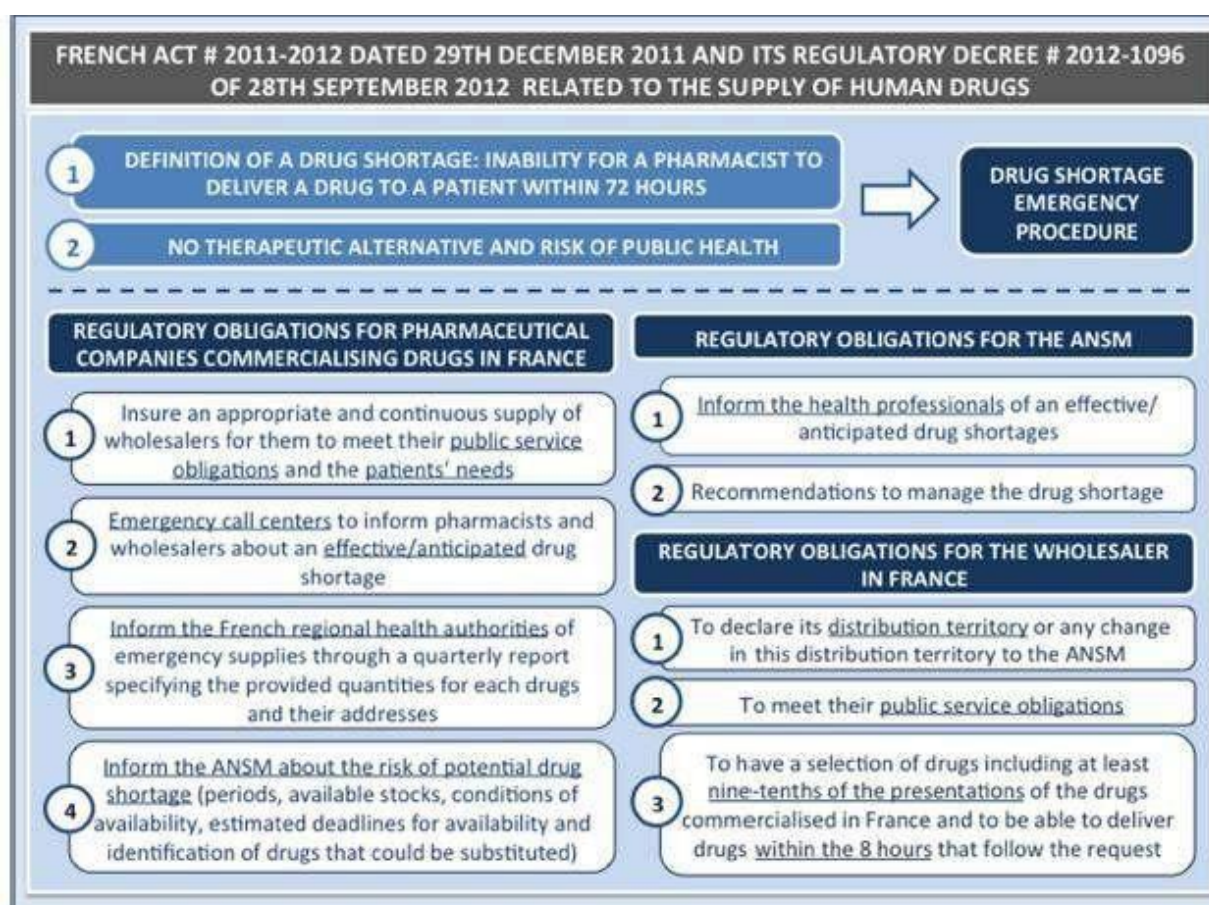 FRENCH ACT # 2011-2012 DATED 29TH DECEMBER 2011 AND ITS REGULATORY DECREE # 2012-1096
OF 28TH SEPTEMBER 2012 RELATED TO THE SUPPLY OF HUMAN DRUGS
1
DEFINITION OF A DRUG SHORTAGE: INABILITY FOR A PHARMACIST TO
DELIVER A DRUG TO A PATIENT WITHIN 72 HOURS
2
NO THERAPEUTIC ALTERNATIVE AND RISK OF PUBLIC HEALTH
DRUG SHORTAGE
EMERGENCY
PROCEDURE
REGULATORY OBLIGATIONS FOR PHARMACEUTICAL
COMPANIES COMMERCIALISING DRUGS IN FRANCE
1
Insure an appropriate and continuous supply of
wholesalers for them to meet their public service
obligations and the patients' needs
2
Emergency call centers to inform pharmacists and
wholesalers about an effective/anticipated drug
shortage
3
Inform the French regional health authorities of
emergency supplies through a quarterly report
specifying the provided quantities for each drugs
and their addresses
4
Inform the ANSM about the risk of potential drug
shortage (periods, available stocks, conditions of
availability, estimated deadlines for availability and
identification of drugs that could be substituted)
REGULATORY OBLIGATIONS FOR THE ANSM
1
Inform the health professionals of an effective/
anticipated drug shortages
2
Recommendations to manage the drug shortage
REGULATORY OBLIGATIONS FOR THE WHOLESALER
IN FRANCE
1
To declare its distribution territory or any change
in this distribution territory to the ANSM
2
To meet their public service obligations
3
To have a selection of drugs including at least
nine-tenths of the presentations of the drugs
commercialised in France and to be able to deliver
drugs within the 8 hours that follow the request